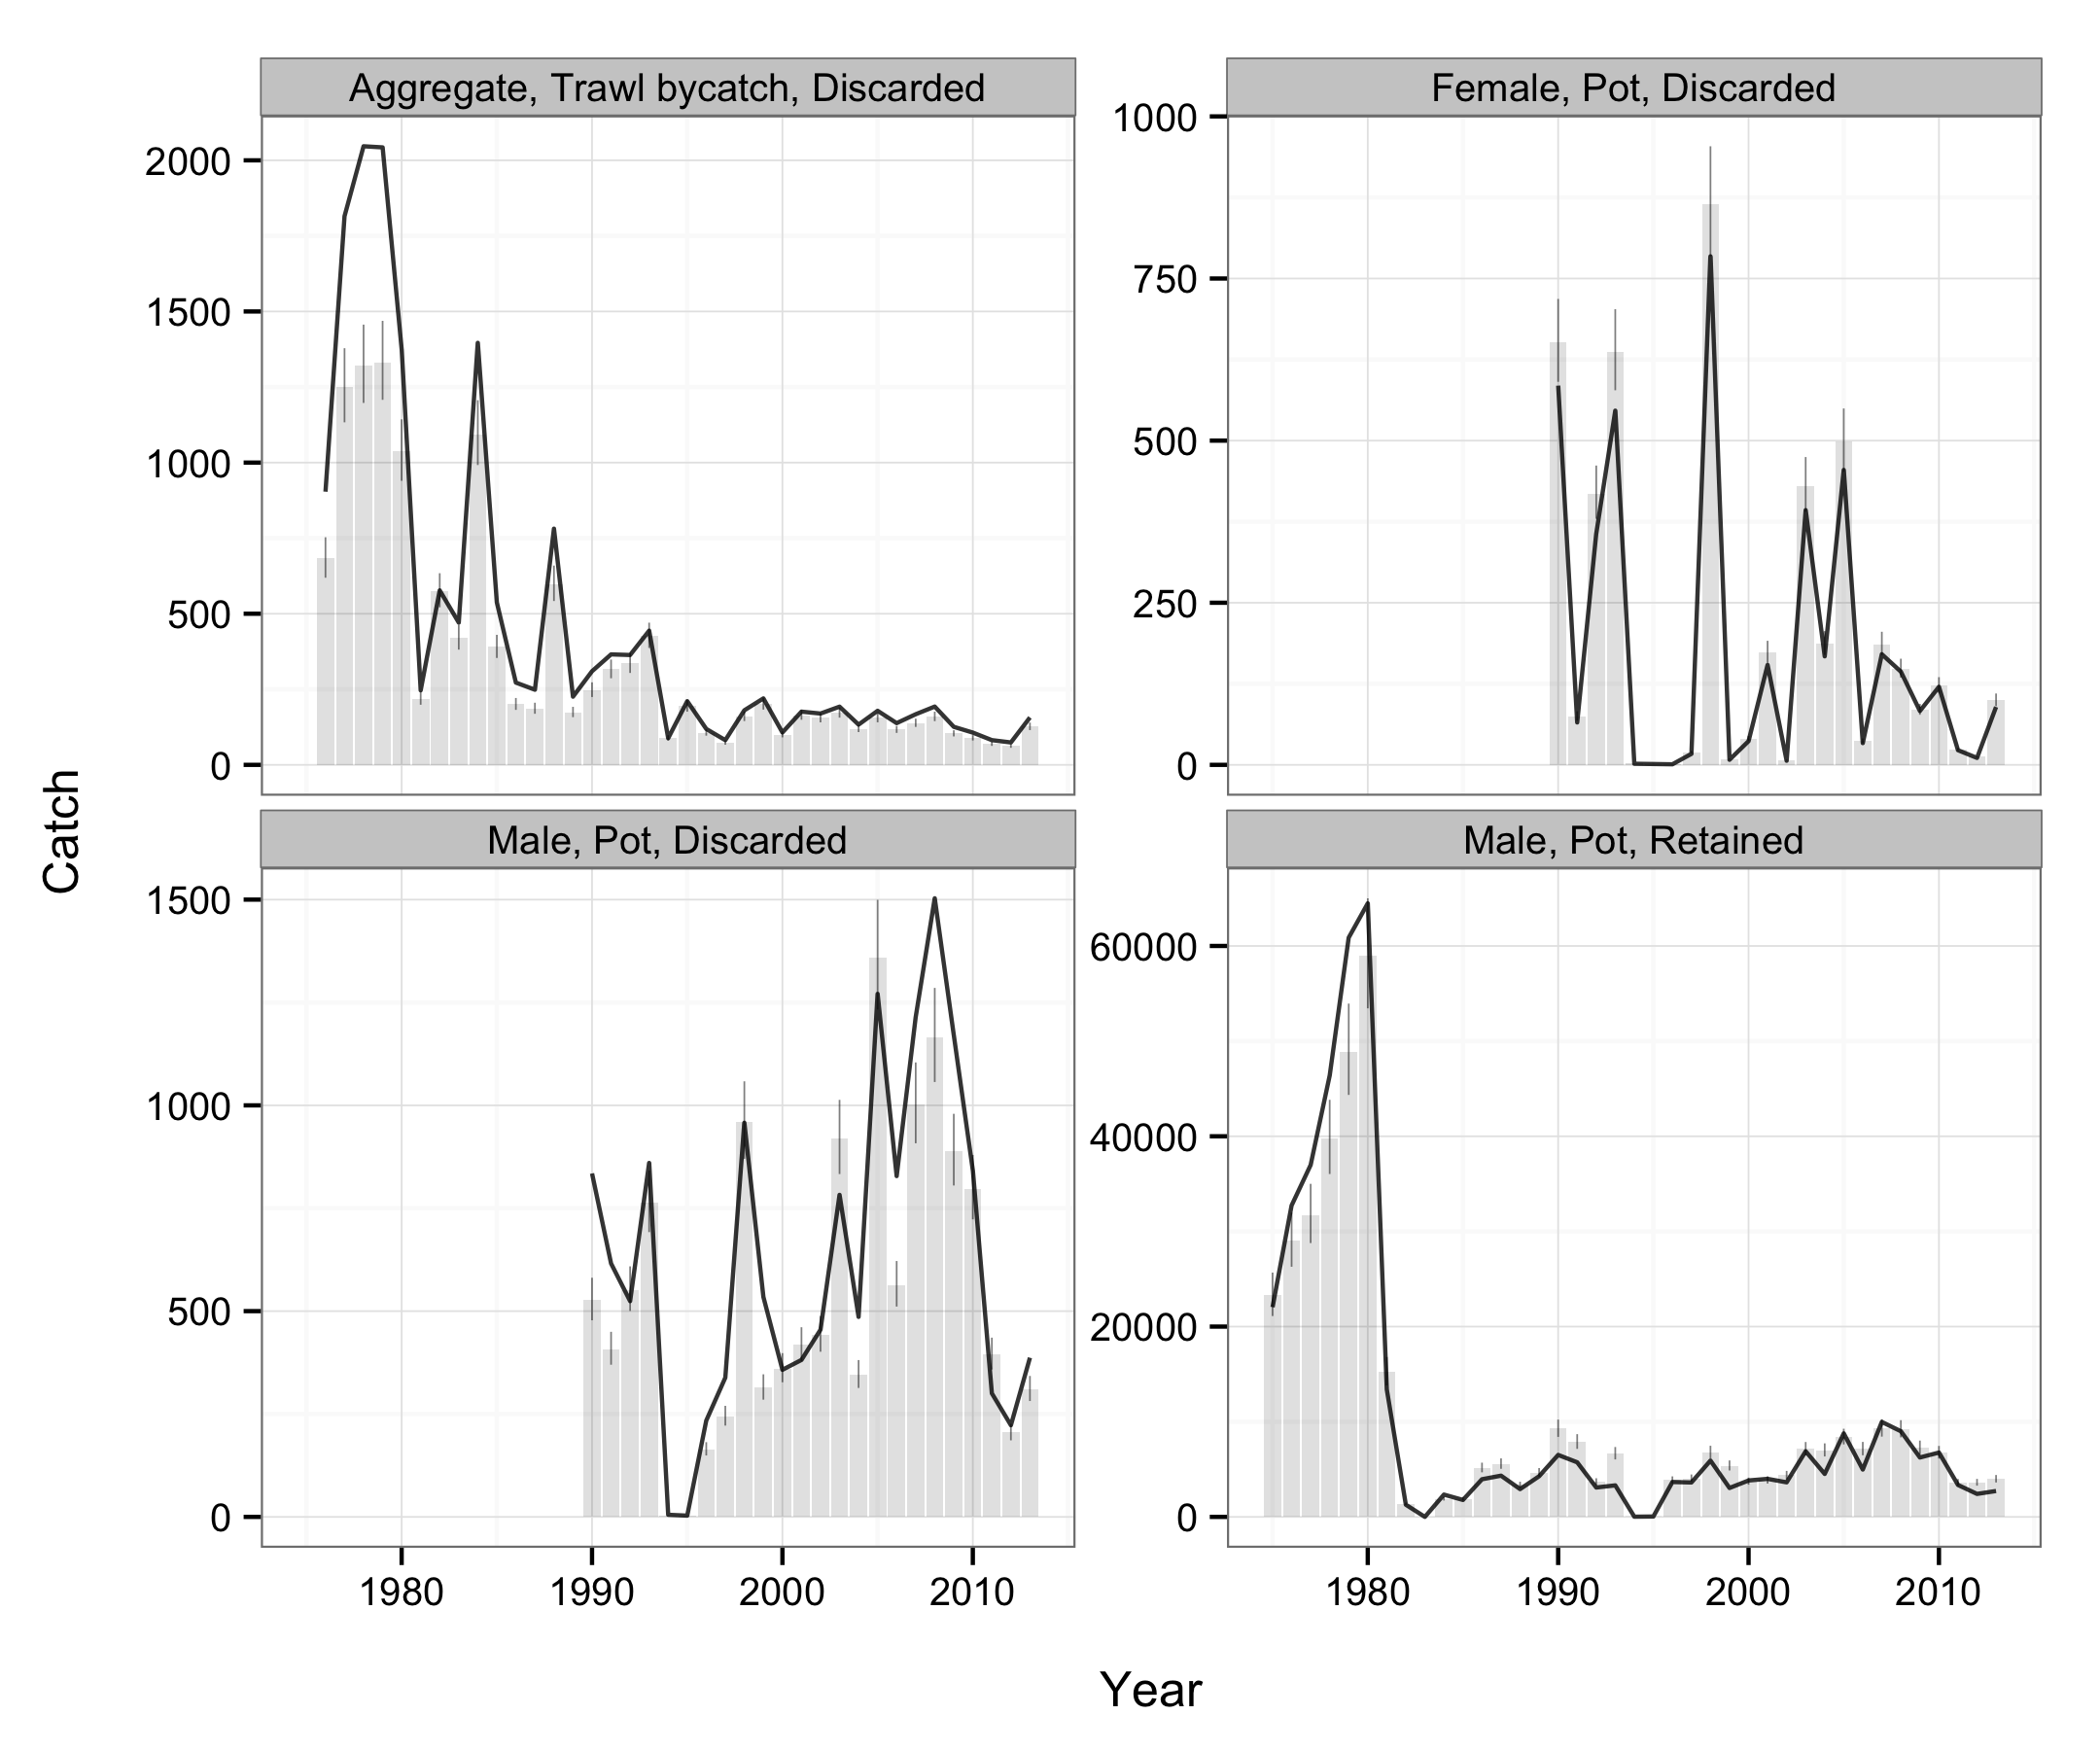 Aggregate, Trawl bycatch, Discarded
Female, Pot, Discarded
2000
1500
1000
500
0
1000
750
500
250
0
Catch
Male, Pot, Discarded
Male, Pot, Retained
1500
1000
500
0
60000
40000
20000
0
1980 1990 2000 2010
1980 1990 2000 2010
Year